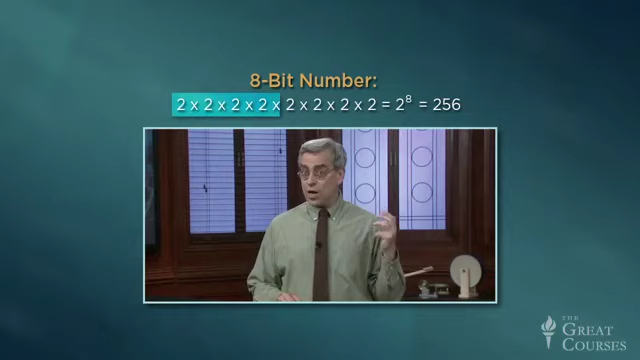 8-Bit Number:
2 x 2 x 2 x 2 x 2 x 2 x 2 x 2 = 2⁸ = 256
THE
GREAT
COURSES